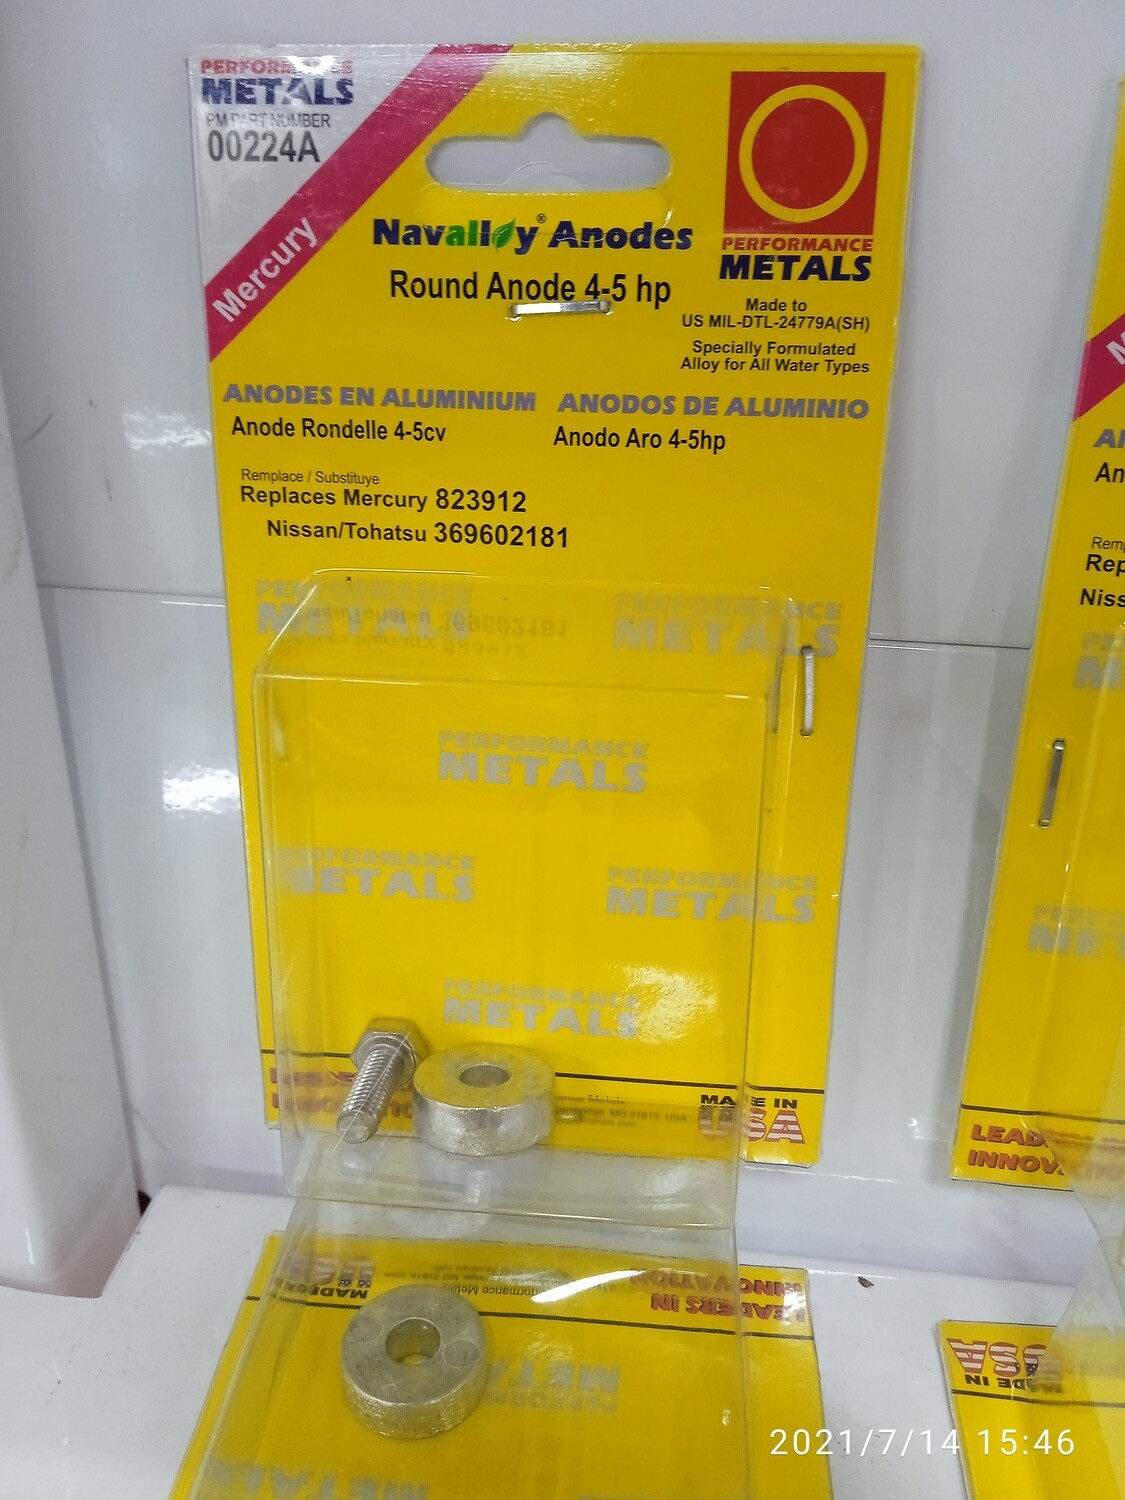 PERFORMANCE
METALS
PM PART NUMBER
00224A
Mercury
Navalloy® Anodes
Round Anode 4-5 hp
PERFORMANCE
METALS
Made to
US MIL-DTL-24779A(SH)
Specially Formulated
Alloy for All Water Types
ANODES EN ALUMINIUM
Anode Rondelle 4-5cv
ANODOS DE ALUMINIO
Anodo Aro 4-5hp
Remplace / Substituye
Replaces Mercury 823912
Nissan/Tohatsu 369602181
PERFORMANCE
METALS
PERFORMANCE
METALS
PERFORMANCE
METALS
PERFORMANCE
METALS
PERFORMANCE
METALS
PERFORMANCE
METALS
MADE IN
USA
2021/7/14 15:46